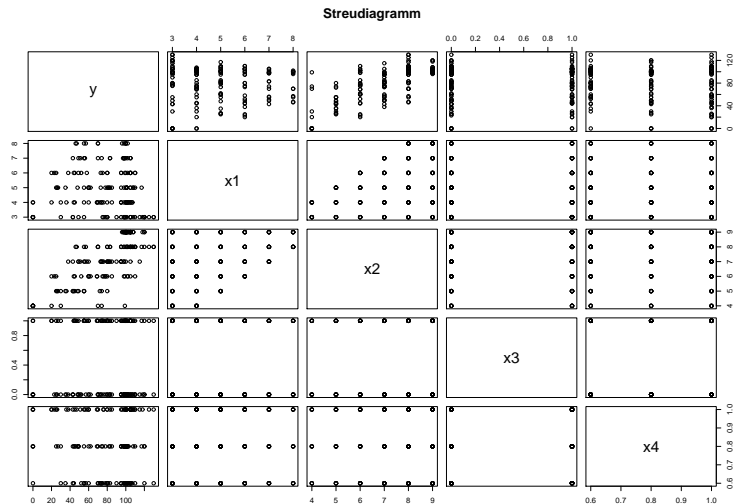 Streudiagramm
3 4 5 6 7 8
0.0 0.2 0.4 0.6 0.8 1.0
y
0 20 40 60 80 120
3 4 5 6 7 8
x1
x2
4 5 6 7 8 9
0.0 0.4 0.8
x3
x4
0.6 0.7 0.8 0.9 1.0
0 20 40 60 80 100
4 5 6 7 8 9
0.6 0.7 0.8 0.9 1.0